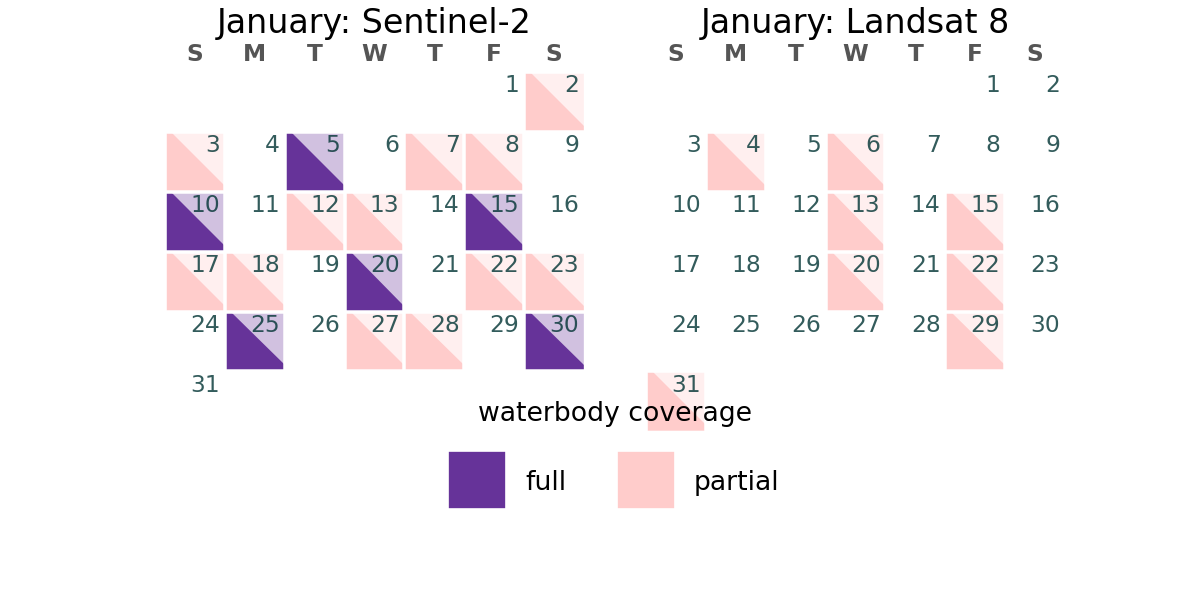 January: Sentinel-2
S M T W T F S
1 2
3 4 5 6 7 8 9
10 11 12 13 14 15 16
17 18 19 20 21 22 23
24 25 26 27 28 29 30
31
January: Landsat 8
S M T W T F S
1 2
3 4 5 6 7 8 9
10 11 12 13 14 15 16
17 18 19 20 21 22 23
24 25 26 27 28 29 30
31
waterbody coverage
full
partial